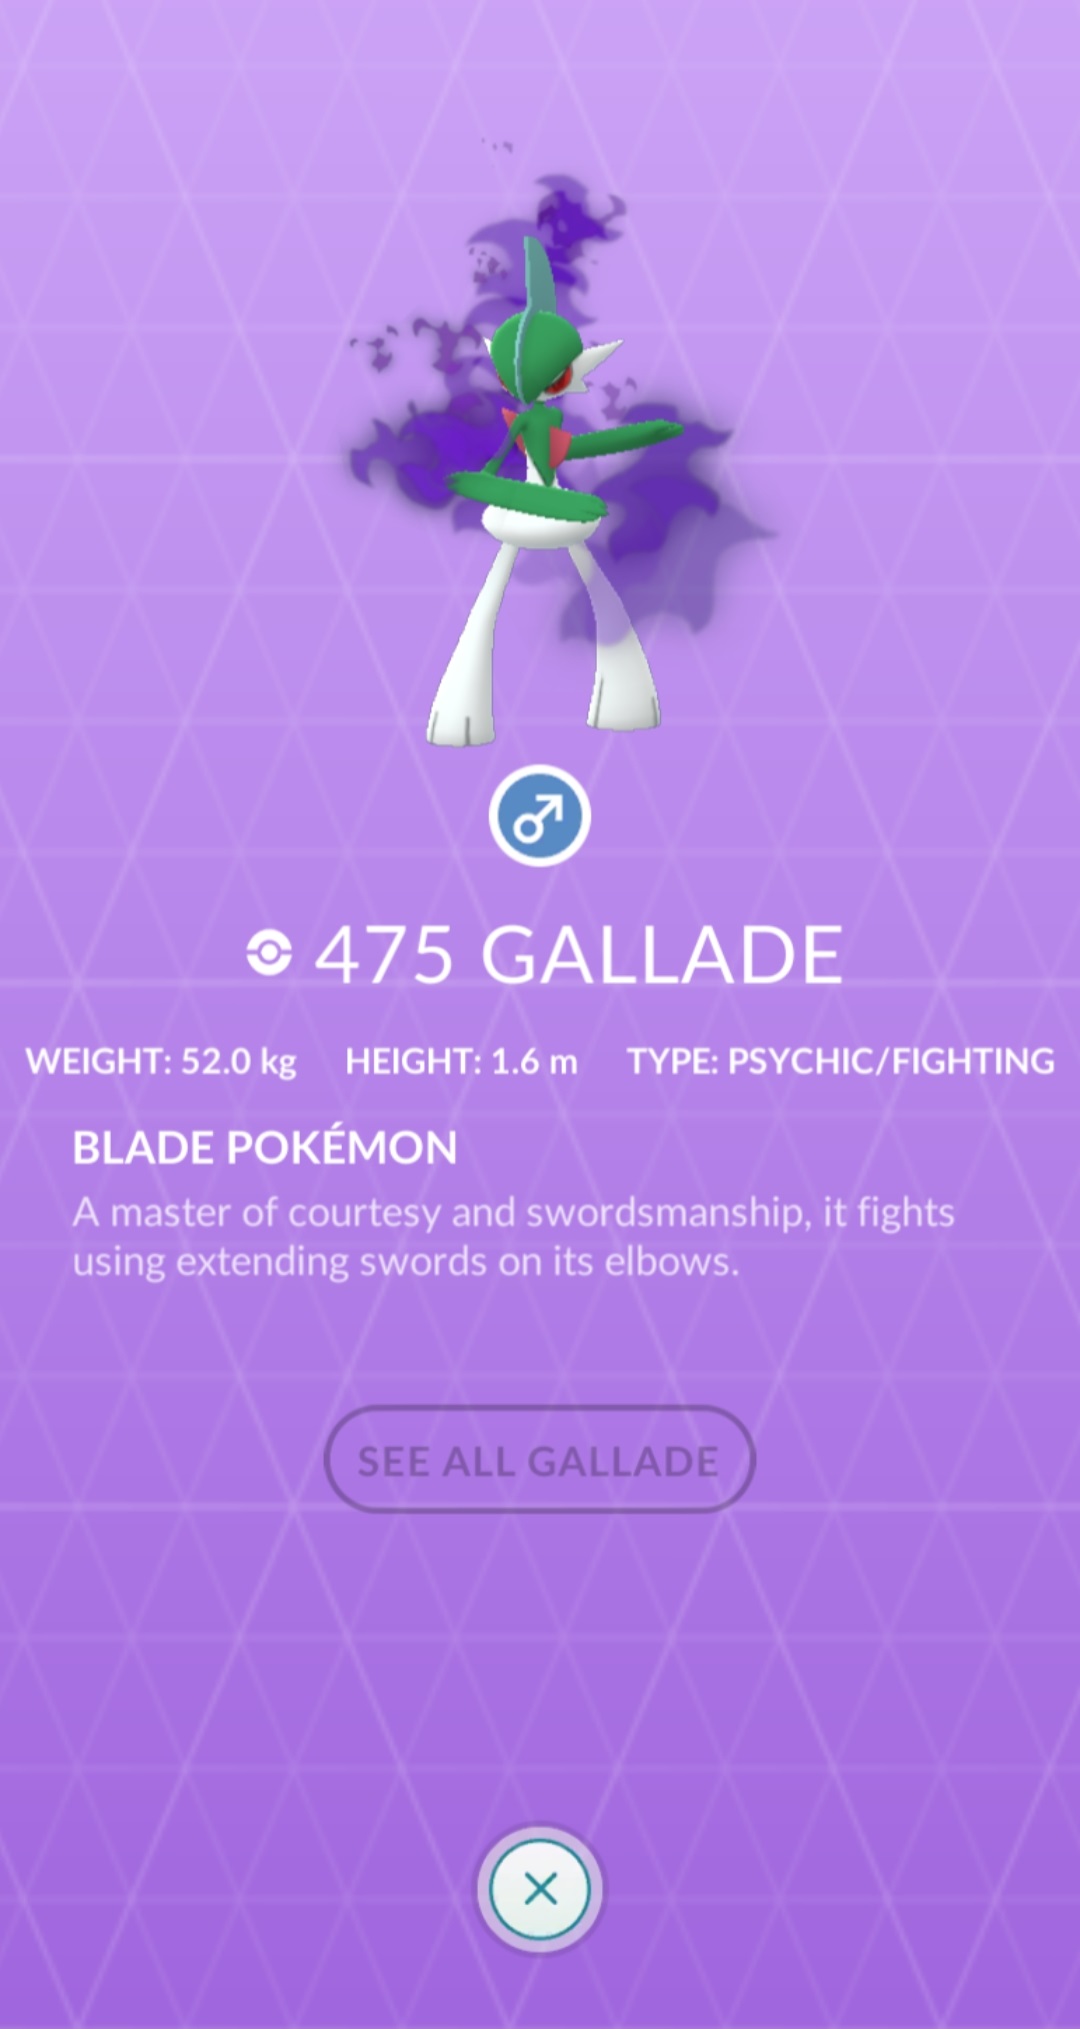 475 GALLADE
WEIGHT: 52.0 kg HEIGHT: 1.6 m TYPE: PSYCHIC/FIGHTING
BLADE POKÉMON
A master of courtesy and swordsmanship, it fights
using extending swords on its elbows.
SEE ALL GALLADE